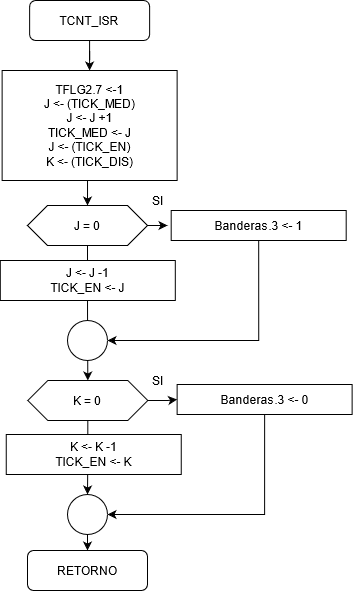 TCNT_ISR
TFLG2.7 <-1
J <- (TICK_MED)
J <- J +1
TICK_MED <- J
J <- (TICK_EN)
K <- (TICK_DIS)
J = 0
SI
Banderas.3 <- 1
J <- J -1
TICK_EN <- J
K = 0
SI
Banderas.3 <- 0
K <- K -1
TICK_EN <- K
RETORNO